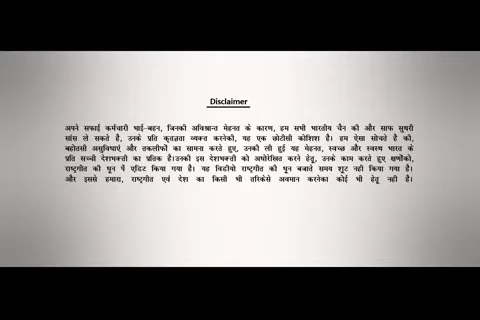 Disclaimer
अपने सफाई कर्मचारी भाई-बहन, जिनकी अविश्रान्त मेहनत के कारण, हम सभी भारतीय चैन की और साफ सुथरी
सांस ले सकते है, उनके प्रति कृतज्ञता व्यक्त करनेकी, यह एक छोटीसी कोशिश है। हम ऐसा सोचते है की,
बहोतसी असुविधाएं और तकलीफों का सामना करते हुए, उनकी ली हुई यह मेहनत, स्वच्छ और स्वस्थ भारत के
प्रति सच्ची देशभक्ती का प्रतिक है।उनकी इस देशभक्ती को अधोरेखित करने हेतू, उनके काम करते हुए क्षणोंको,
राष्ट्रगीत की धून पें एडिट किया गया है। यह विडीयो राष्ट्रगीत की धून बजाते समय शूट नही किया गया है।
और इससे हमारा, राष्ट्रगीत एवं देश का किसी भी तरिकेसे अवमान करनेका कोई भी हेतू नही है।